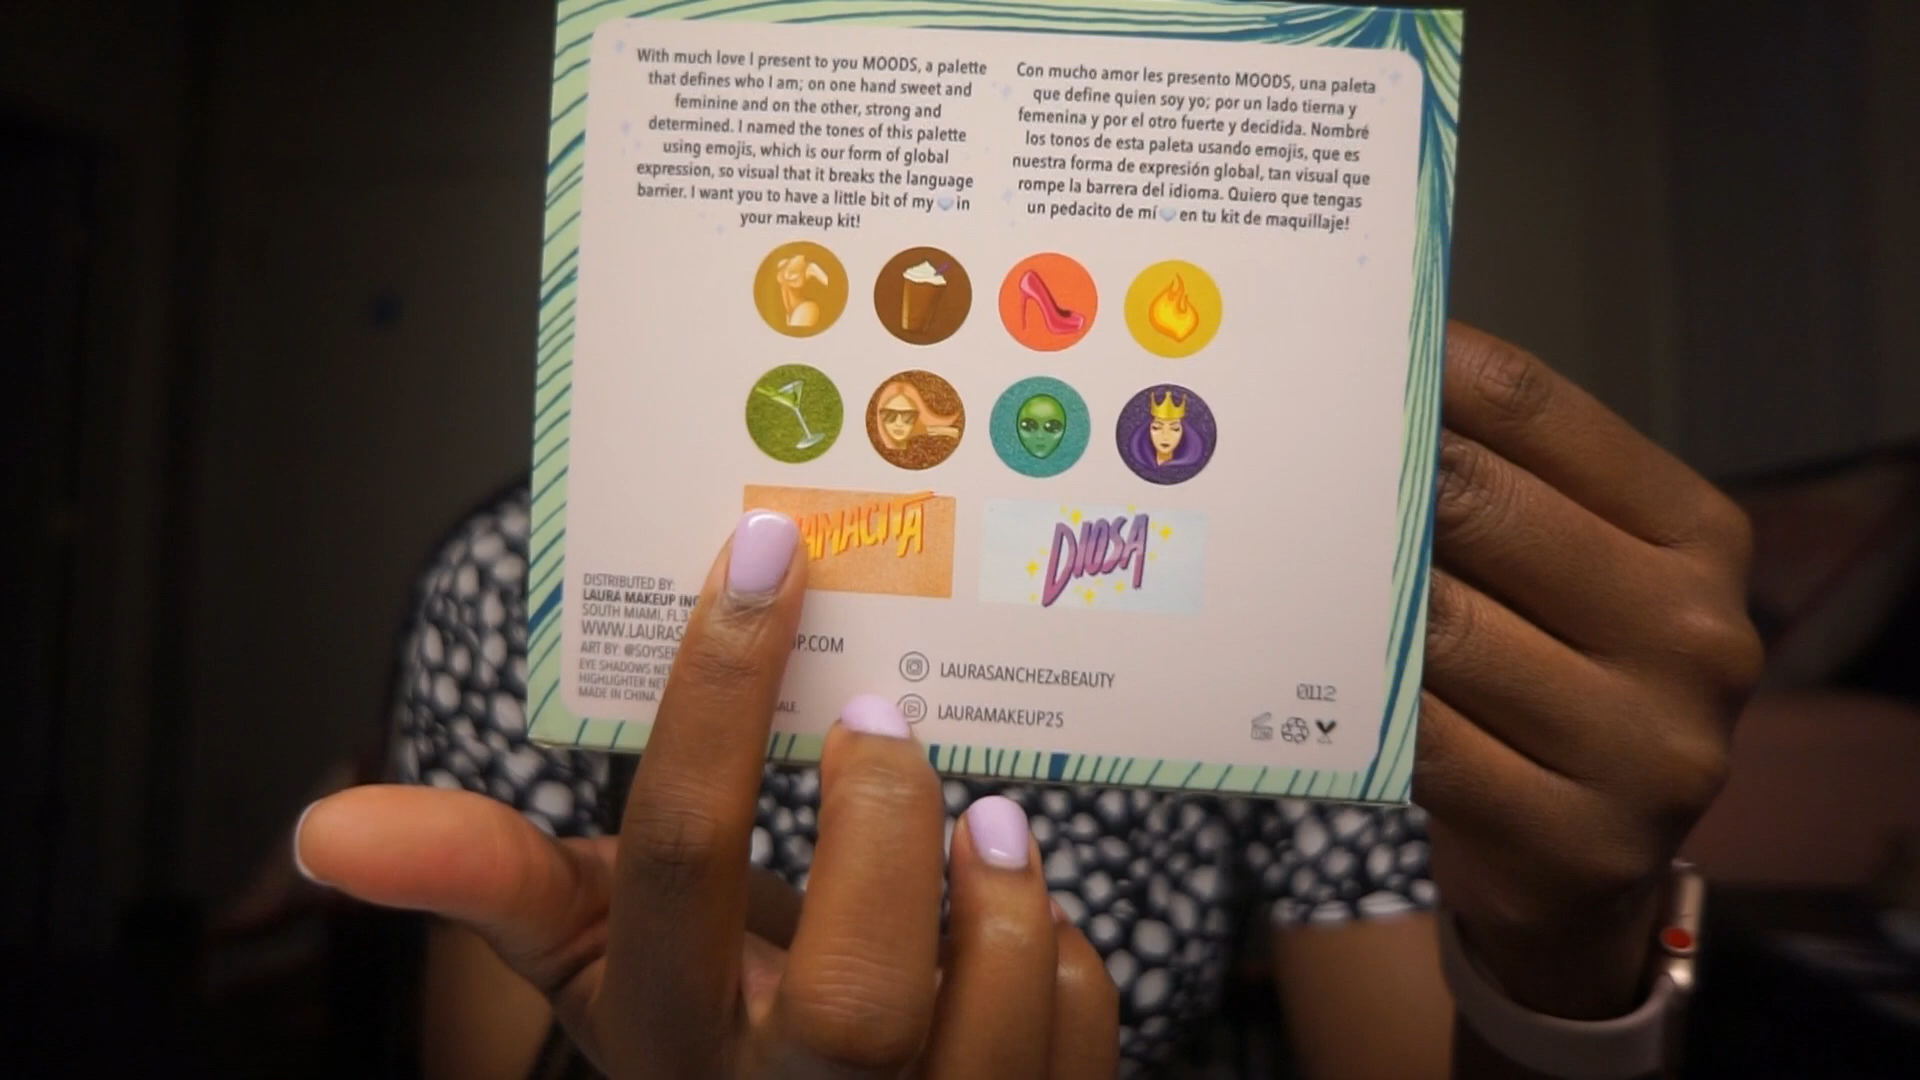 With much love I present to you MOODS, a palette
that defines who I am; on one hand sweet and
feminine and on the other, strong and
determined. I named the tones of this palette
using emojis, which is our form of global
expression, so visual that it breaks the language
barrier. I want you to have a little bit of my in
your makeup kit!
Con mucho amor les presento MOODS, una paleta
que define quien soy yo; por un lado tierna y
femenina y por el otro fuerte y decidida. Nombré
los tonos de esta paleta usando emojis, que es
nuestra forma de expresión global, tan visual que
rompe la barrera del idioma. Quiero que tengas
un pedacito de mí en tu kit de maquillaje!
DIOSA
DISTRIBUTED BY:
LAURA MAKEUP INC
SOUTH MIAMI, FL
.COM
ART BY:
EYE SHADOWS
HIGHLIGHTER
MADE IN CHINA.
LAURASANCHEZxBEAUTY
LAURAMAKEUP25
0112